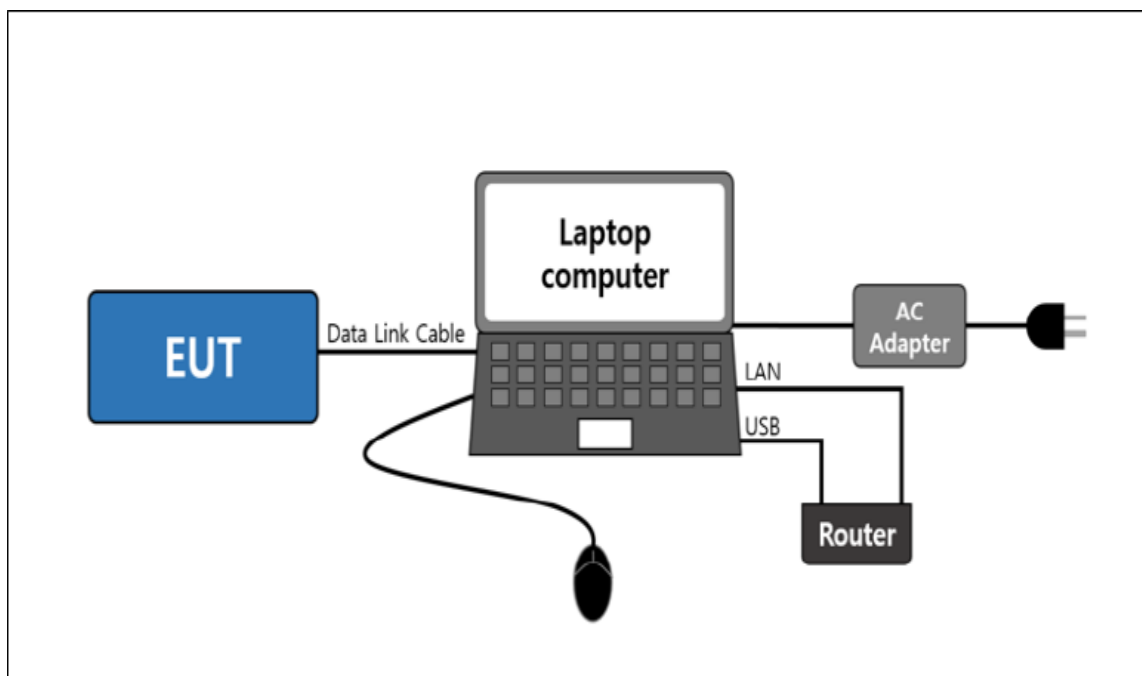 Laptop
computer
EUT
Data Link Cable
AC
Adapter
LAN
USB
Router